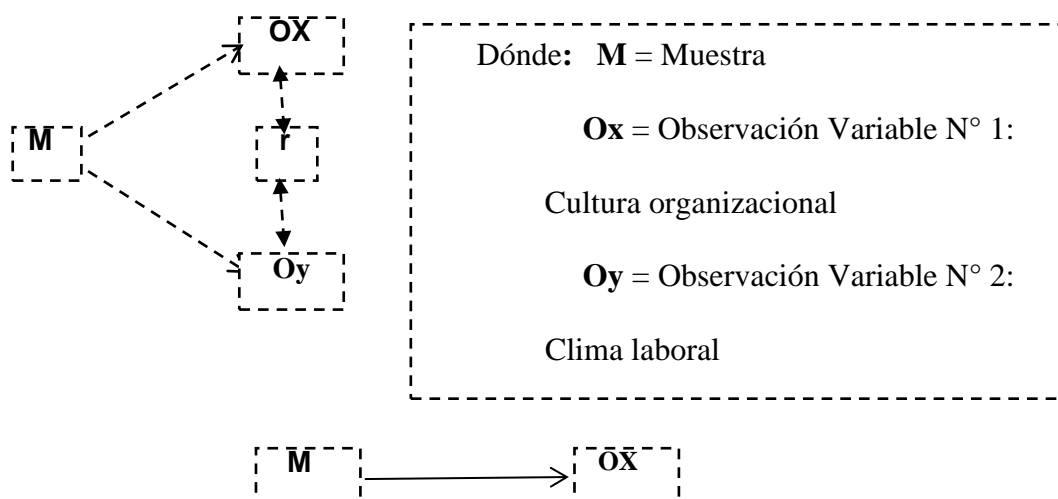 OX
M
r
Oy
Dónde: M = Muestra
Ox = Observación Variable N° 1:
Cultura organizacional
Oy = Observación Variable N° 2:
Clima laboral
M
OX